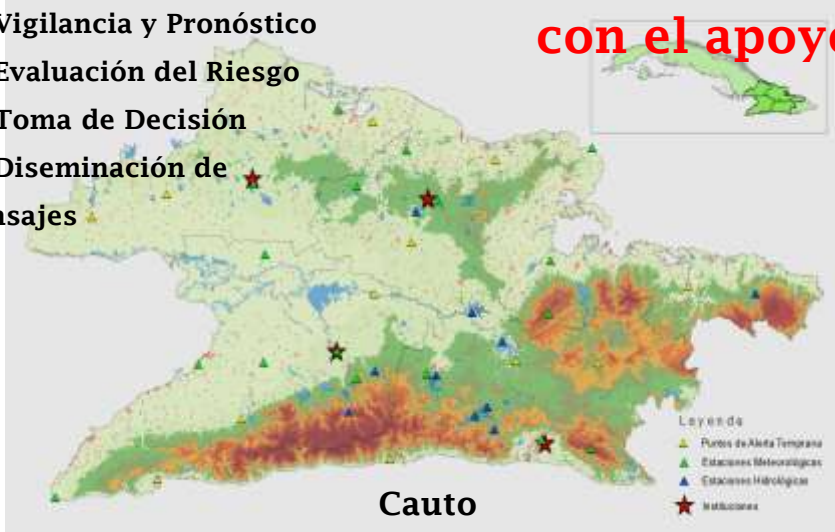 Vigilancia y Pronóstico
Evaluación del Riesgo
Toma de Decisión
Diseminación de
nsajes
con el apoyo
Leyenda
Puntos de Alerta Temprana
Estaciones Meteorológicas
Estaciones Hidrológicas
Instituciones
Cauto